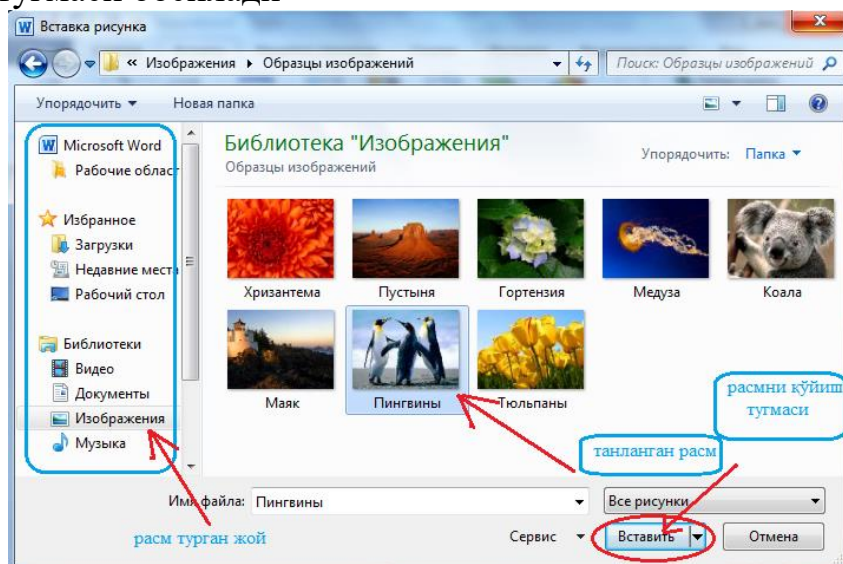 Вставка рисунка
« Изображения ▸ Образцы изображений
Поиск: Образцы изображений
Упорядочить ▾ Новая папка
Microsoft Word
Рабочие област
Избранное
Загрузки
Недавние места
Рабочий стол
Библиотеки
Видео
Документы
Изображения
Музыка
Библиотека "Изображения"
Образцы изображений
Упорядочить: Папка ▾
Хризантема Пустыня Гортензия Медуза Коала
Маяк Пингвины Тюльпаны
расмни қўйиш
тугмаси
танланган расм
Имя файла: Пингвины
Все рисунки
расм турган жой
Сервис ▾ Вставить Отмена